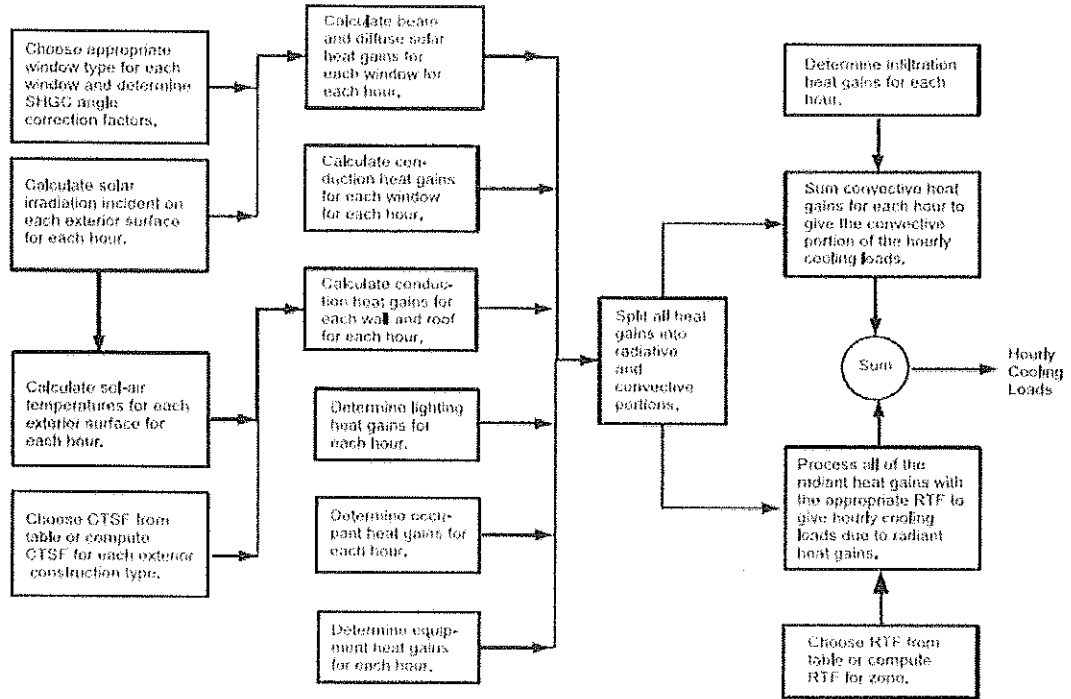 Choose appropriate
window type for each
window and determine
SHGC angle
correction factors.
Calculate solar
irradiation incident on
each exterior surface
for each hour.
Calculate sol-air
temperatures for each
exterior surface for
each hour.
Choose CTSF from
table or compute
CTSF for each exterior
construction type.
Calculate beam
and diffuse solar
heat gains for
each window for
each hour.
Calculate con-
duction heat gains
for each window
for each hour.
Calculate conduc-
tion heat gains for
each wall and roof
for each hour.
Determine lighting
heat gains for
each hour.
Determine occu-
pant heat gains for
each hour.
Determine equip-
ment heat gains
for each hour.
Split all heat
gains into
radiative
and
convective
portions.
Determine infiltration
heat gains for each
hour.
Sum convective heat
gains for each hour to
give the convective
portion of the hourly
cooling loads.
Sum
Hourly
Cooling
Loads
Process all of the
radiant heat gains with
the appropriate RTF to
give hourly cooling
loads due to radiant
heat gains.
Choose RTF from
table or compute
RTF for zone.